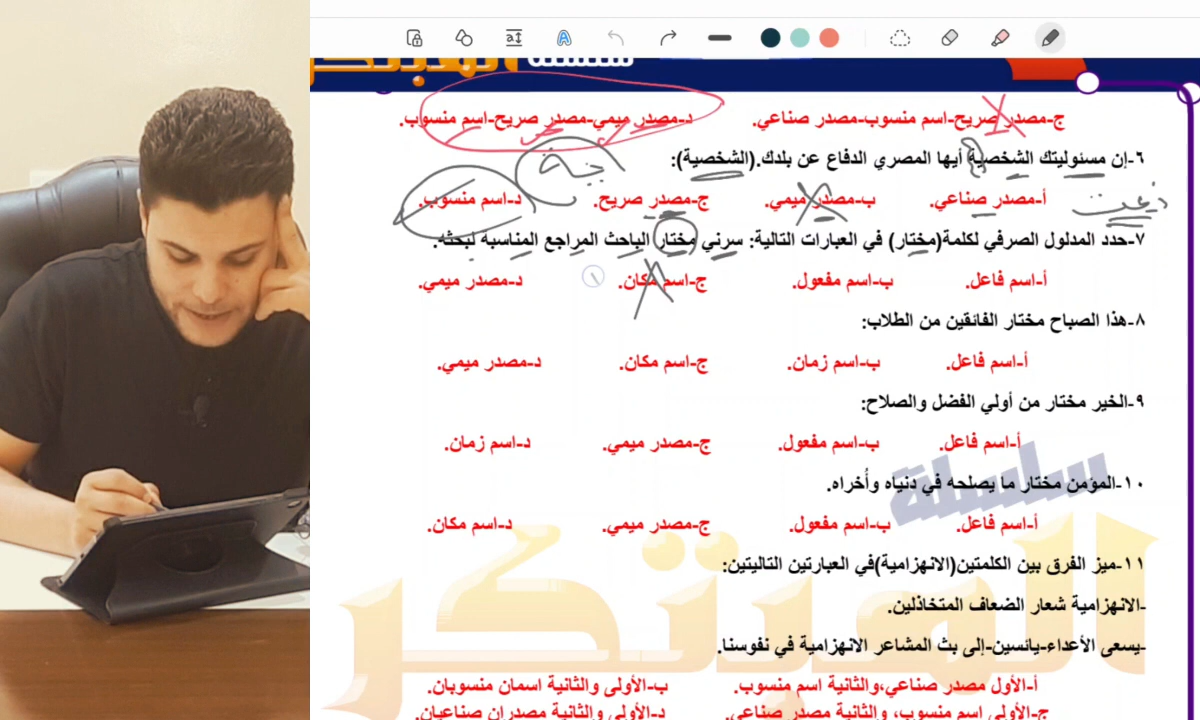 سلسلة المبتكر
ج-مصدر صريح-اسم منسوب-مصدر صناعي. د-مصدر ميمي-مصدر صريح-اسم منسوب.
٦-إن مسئوليتك الشخصية أيها المصري الدفاع عن بلدك.(الشخصية):
أ-مصدر صناعي. ب-مصدر ميمي. ج-مصدر صريح. د-اسم منسوب.
٧-حدد المدلول الصرفي لكلمة(مختار) في العبارات التالية: سرني مختار الباحث المراجع المناسبة لبحثه.
أ-اسم فاعل. ب-اسم مفعول. ج-اسم مكان. د-مصدر ميمي.
٨-هذا الصباح مختار الفائقين من الطلاب:
أ-اسم فاعل. ب-اسم زمان. ج-اسم مكان. د-مصدر ميمي.
٩-الخير مختار من أولي الفضل والصلاح:
أ-اسم فاعل. ب-اسم مفعول. ج-مصدر ميمي. د-اسم زمان.
١٠-المؤمن مختار ما يصلحه في دنياه وأُخراه.
أ-اسم فاعل. ب-اسم مفعول. ج-مصدر ميمي. د-اسم مكان.
١١-ميز الفرق بين الكلمتين(الانهزامية)في العبارتين التاليتين:
-الانهزامية شعار الضعاف المتخاذلين.
-يسعى الأعداء-يائسين-إلى بث المشاعر الانهزامية في نفوسنا.
أ-الأول مصدر صناعي،والثانية اسم منسوب. ب-الأولى والثانية اسمان منسوبان.
ج-الأولى اسم منسوب، والثانية مصدر صناعي. د-الأولى والثانية مصدران صناعيان.
سلسلة
المبتكر